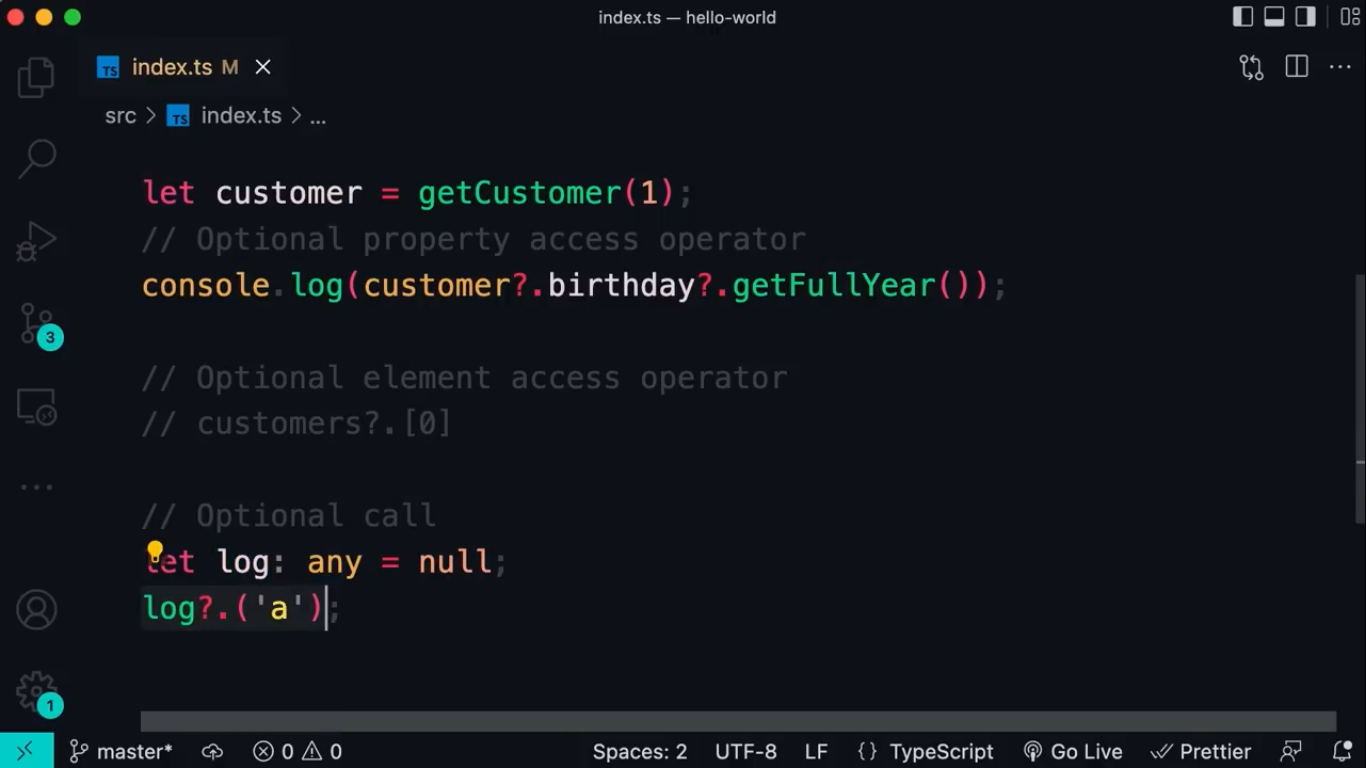 index.ts — hello-world
TS index.ts M
src > TS index.ts > ...
let customer = getCustomer(1);
// Optional property access operator
console.log(customer?.birthday?.getFullYear());
// Optional element access operator
// customers?.[0]
3
// Optional call
let log: any = null;
log?.('a');
1
master* 0 0 Spaces: 2 UTF-8 LF {} TypeScript Go Live Prettier